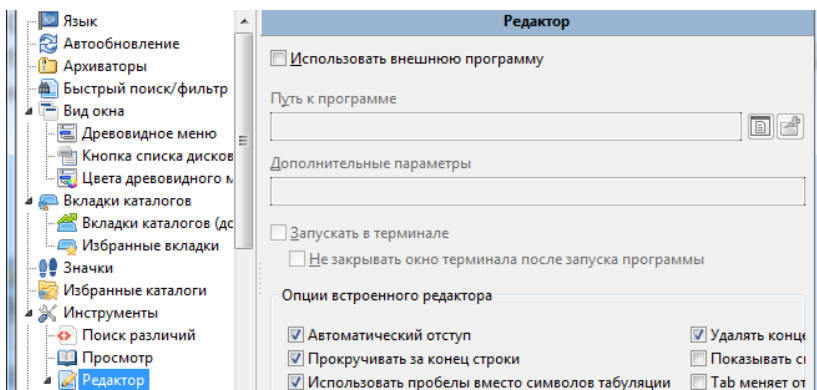 Язык
Автообновление
Архиваторы
Быстрый поиск/фильтр
Вид окна
Древовидное меню
Кнопка списка дисков
Цвета древовидного м
Вкладки каталогов
Вкладки каталогов (дс
Избранные вкладки
Значки
Избранные каталоги
Инструменты
Поиск различий
Просмотр
Редактор
Редактор
Использовать внешнюю программу
Путь к программе
Дополнительные параметры
Запускать в терминале
Не закрывать окно терминала после запуска программы
Опции встроенного редактора
Автоматический отступ
Удалять конце
Прокручивать за конец строки
Показывать
Использовать пробелы вместо символов табуляции
Tab меняет от